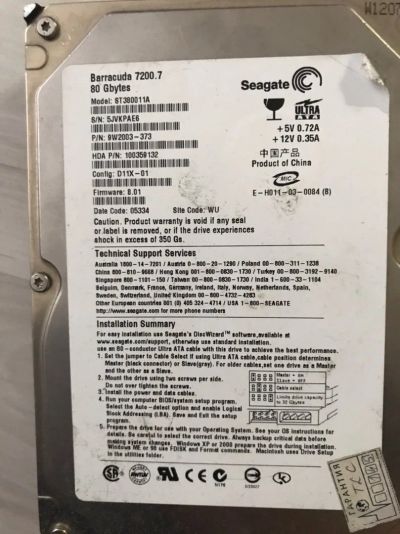 W1207
Barracuda 7200.7
80 Gbytes
Model: ST380011A
S/N: 5JVKPAE6
P/N: 9W2003-373
HDA P/N: 100359132
Config: D11X-01
Firmware: 8.01
Date Code: 05334 Site Code: WU
Seagate
ULTRA
ATA
+5V 0.72A
+12V 0.35A
中国产品
Product of China
MIC
E-H011-03-0084 (B)
Caution: Product warranty is void if any seal
or label is removed, or if the drive experiences
shock in excess of 350 Gs.
Technical Support Services
Australia 1800-14-7201 / Austria 0-800-20-1290 / Poland 00-800-311-1238
China 800-810-9668 / Hong Kong 001-800-0830-1730 / Turkey 00-800-3192-9140
Singapore 800-1101-150 / Taiwan 00-800-0830-1730 / India 1-600-33-1104
Belgium, Denmark, France, Germany, Ireland, Italy, Norway, Netherlands, Spain,
Sweden, Switzerland, United Kingdom 00-800-4732-4283
Other European countries 001 (0) 405 324-4714 / USA 1-800-SEAGATE
http://www.seagate.com for more phone numbers
Installation Summary
For easy installation use Seagate's DiscWizard™ software, available at
www.seagate.com/support, otherwise use standard installation.
use an 80 -conductor Ultra ATA cable with this drive to achieve the best performance.
1. Set the jumper to Cable Select if using Ultra ATA cable, cable position determines
Master (black connector) or Slave(gray). For older cables, set one drive as a Master
and the other as a Slave.
2. Mount the drive using two screws per side.
Do not over tighten the screws.
3. Install the power and data cables.
4. Run your computer BIOS/system setup program.
Select the Auto-detect option and enable Logical
Block Addressing (LBA). Save and Exit the setup
program.
5. Prepare the drive for use with your Operating System. See your OS instructions for
details. Be careful to select the correct drive. Always backup critical data before
making system changes. Windows XP or 2000 prepare the drive during installation.
Windows ME or 98 use FDISK and Format commands. Macintosh uses Drive Setup
in the utilities folder.
Master = on
Slave = off
Cable select
Limits drive capacity
to 32 Gbytes
N176
ГАРАНТИЯ